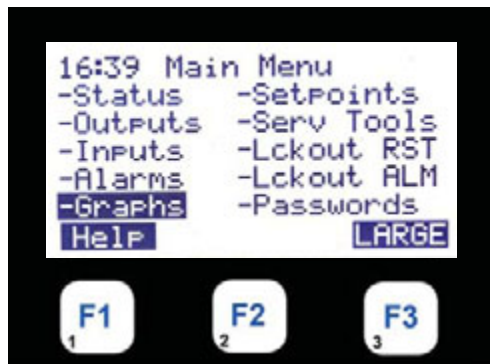 16:39 Main Menu
-Status -Setpoints
-Outputs -Serv Tools
-Inputs -Lckout RST
-Alarms -Lckout ALM
-Graphs -Passwords
Help LARGE
F1 F2 F3
1 2 3